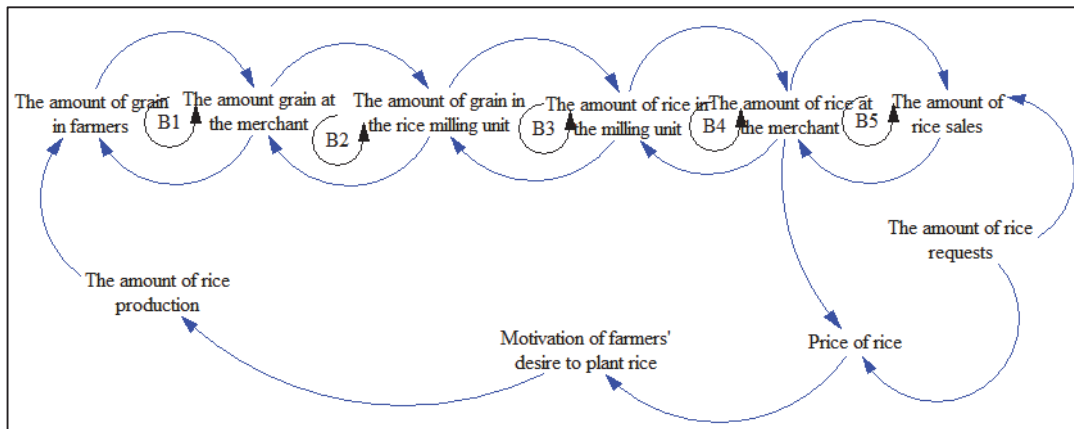 The amount of grain
in farmers
B1
The amount grain at
the merchant
B2
The amount of grain in
the rice milling unit
B3
The amount of rice in
the milling unit
B4
The amount of rice at
the merchant
B5
The amount of
rice sales
The amount of rice
requests
The amount of rice
production
Motivation of farmers'
desire to plant rice
Price of rice